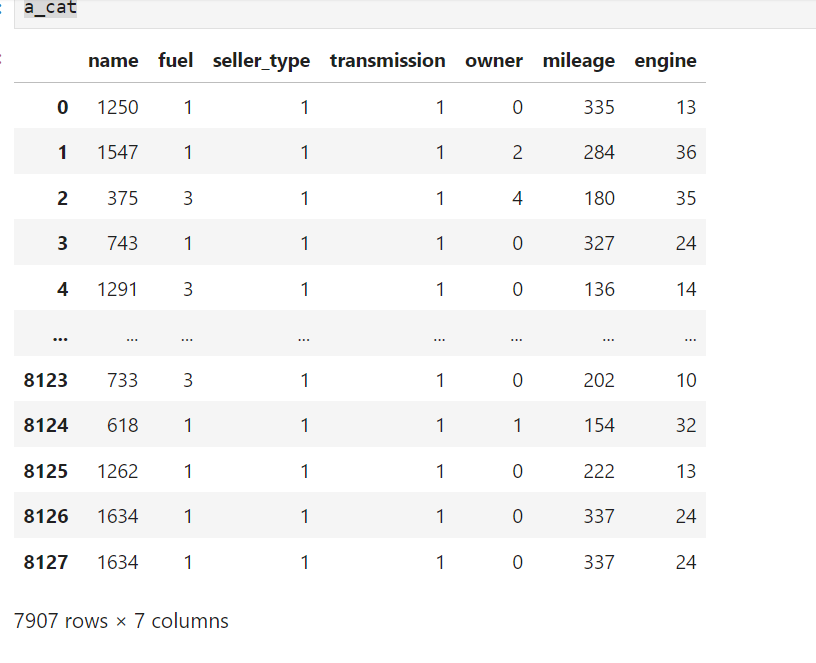 a_cat
name fuel seller_type transmission owner mileage engine
0 1250 1 1 1 0 335 13
1 1547 1 1 1 2 284 36
2 375 3 1 1 4 180 35
3 743 1 1 1 0 327 24
4 1291 3 1 1 0 136 14
... ... ... ... ... ... ... ...
8123 733 3 1 1 0 202 10
8124 618 1 1 1 1 154 32
8125 1262 1 1 1 0 222 13
8126 1634 1 1 1 0 337 24
8127 1634 1 1 1 0 337 24
7907 rows × 7 columns